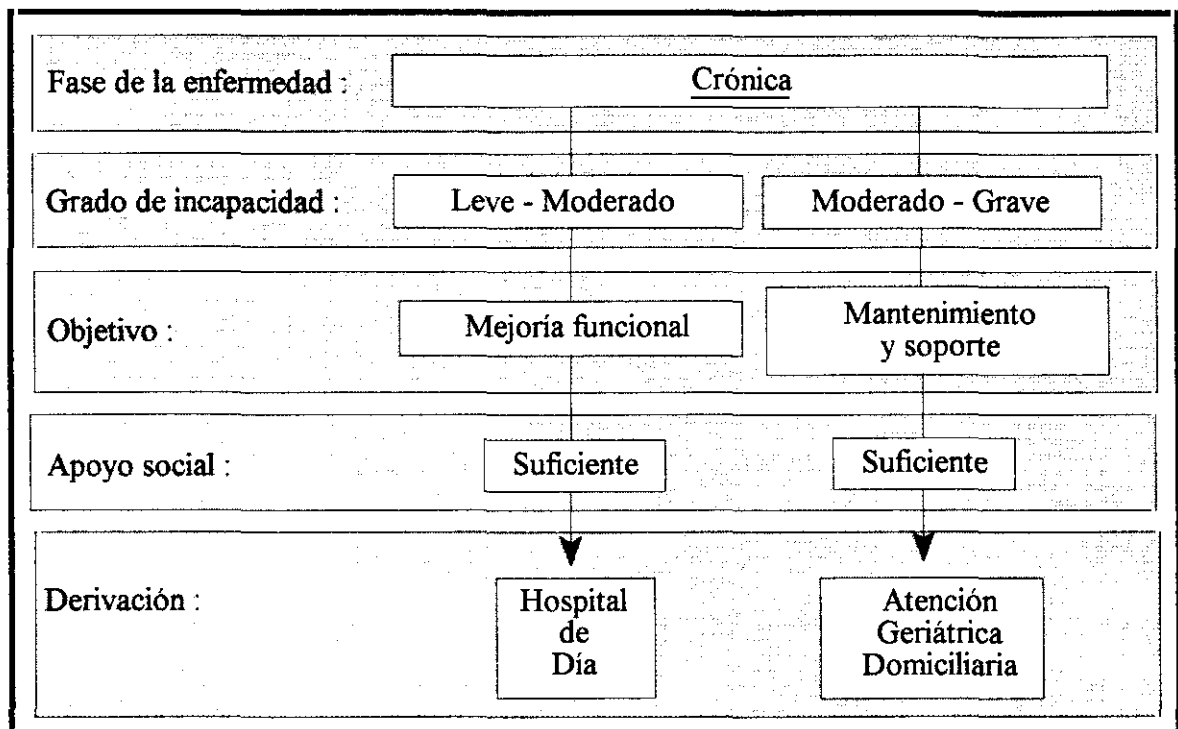 Fase de la enfermedad :
Crónica
Grado de incapacidad :
Leve - Moderado
Moderado - Grave
Objetivo :
Mejoría funcional
Mantenimiento
y soporte
Apoyo social :
Suficiente
Suficiente
Derivación :
Hospital
de
Día
Atención
Geriátrica
Domiciliaria